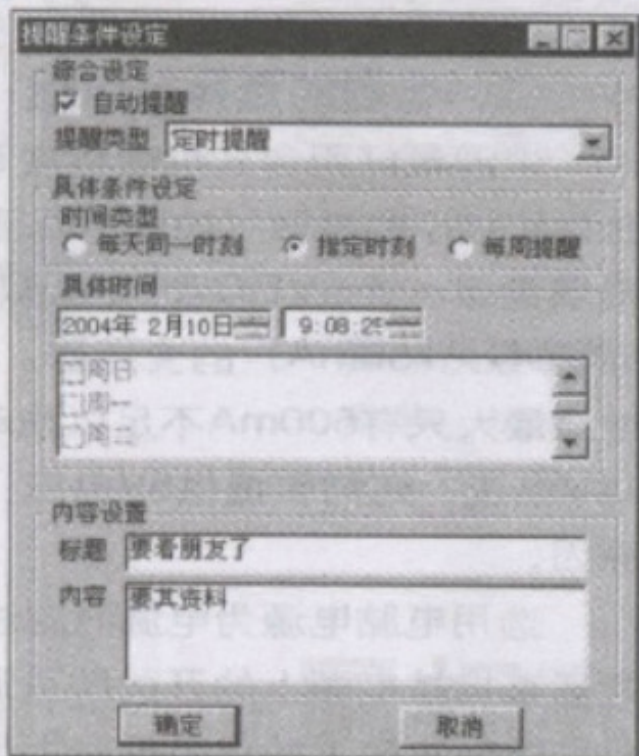 提醒条件设定
综合设定
自动提醒
提醒类型 定时提醒
具体条件设定
时间类型
每天同一时刻 指定时刻 每周提醒
具体时间
2004年 2月10日 9:08:25
周日
周一
周二
内容设置
标题 要看朋友了
内容 要其资料
确定 取消